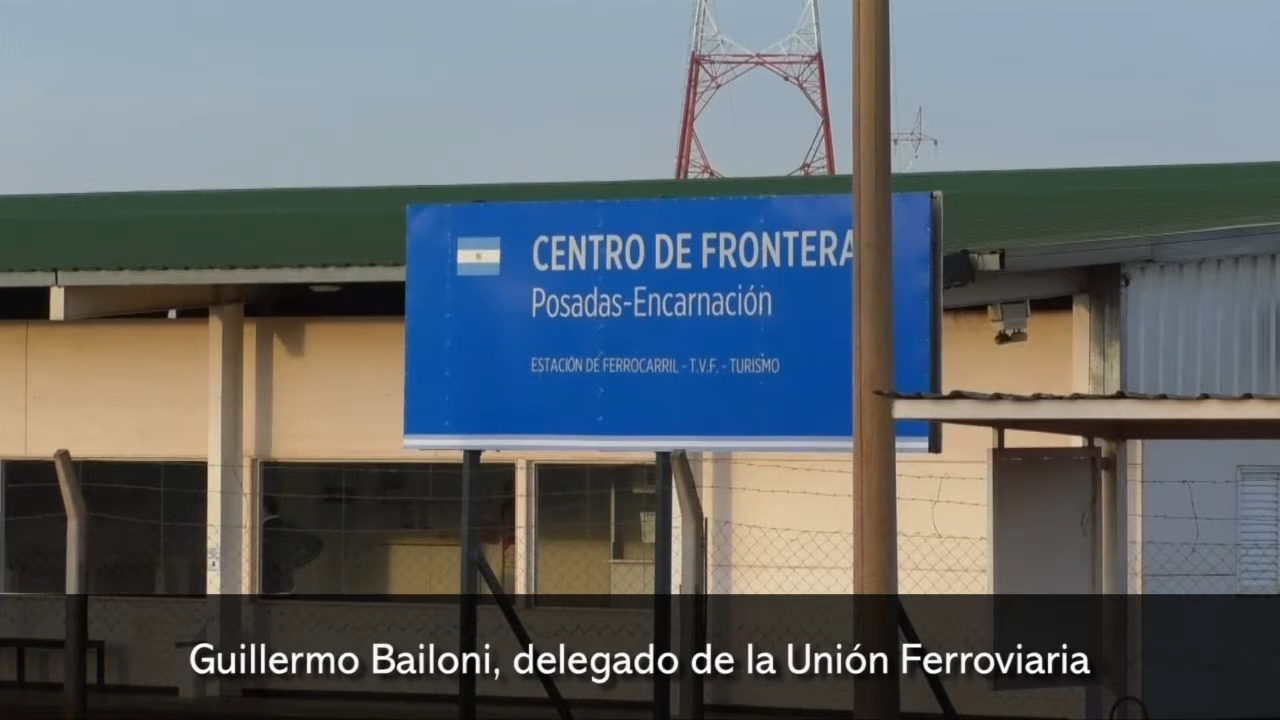 CENTRO DE FRONTERA
Posadas-Encarnación
ESTACIÓN DE FERROCARRIL - T.V.F. - TURISMO
Guillermo Bailoni, delegado de la Unión Ferroviaria